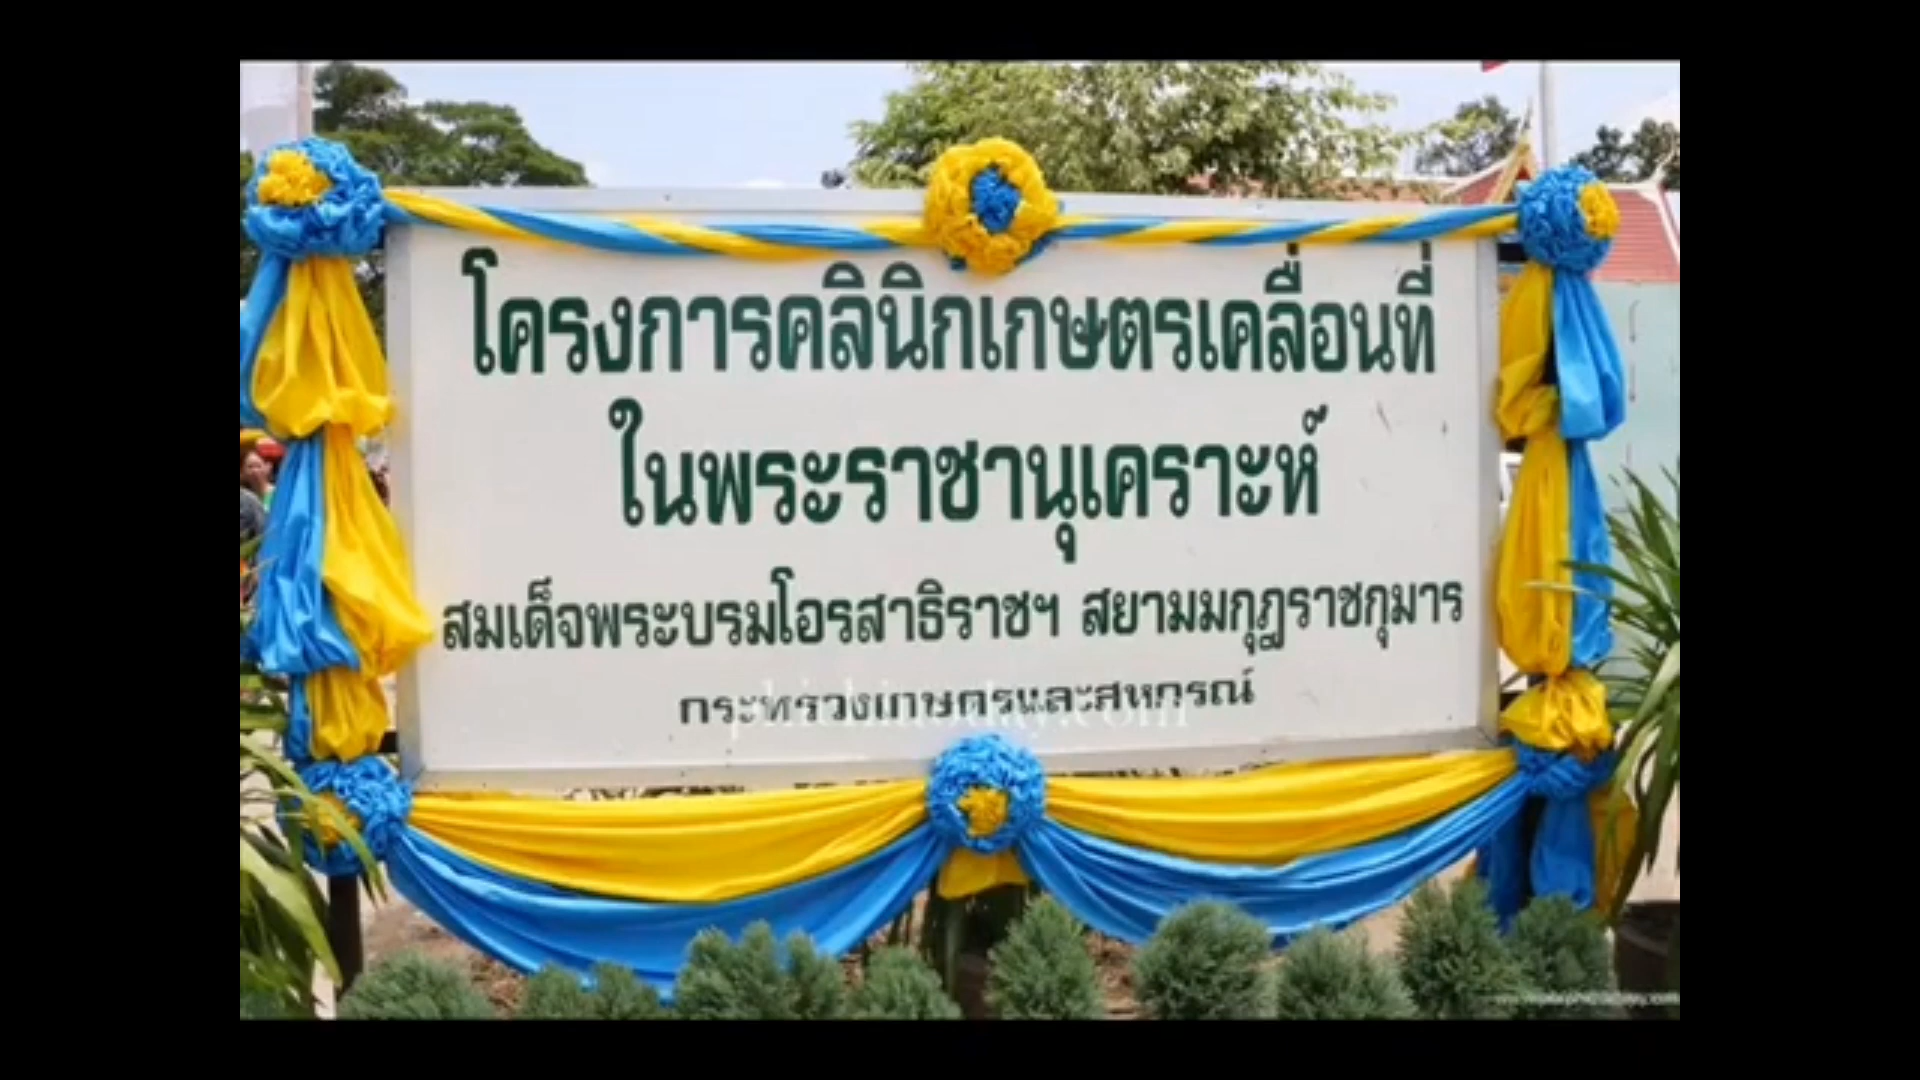 โครงการคลินิกเกษตรเคลื่อนที่
ในพระราชานุเคราะห์
สมเด็จพระบรมโอรสาธิราชฯ สยามมกุฎราชกุมาร
กระทรวงเกษตรและสหกรณ์